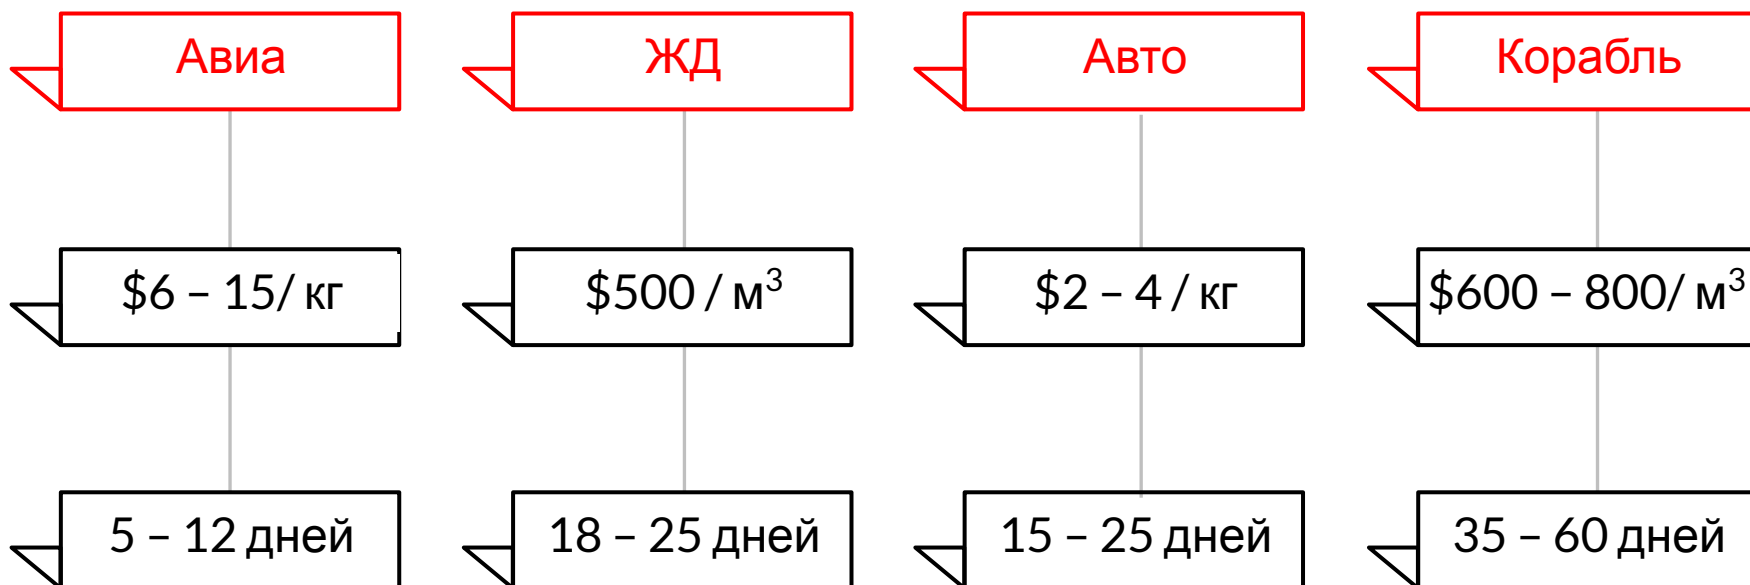 Авиа
ЖД
Авто
Корабль
$6 – 15/ кг
$500 / м³
$2 – 4 / кг
$600 – 800/ м³
5 – 12 дней
18 – 25 дней
15 – 25 дней
35 – 60 дней